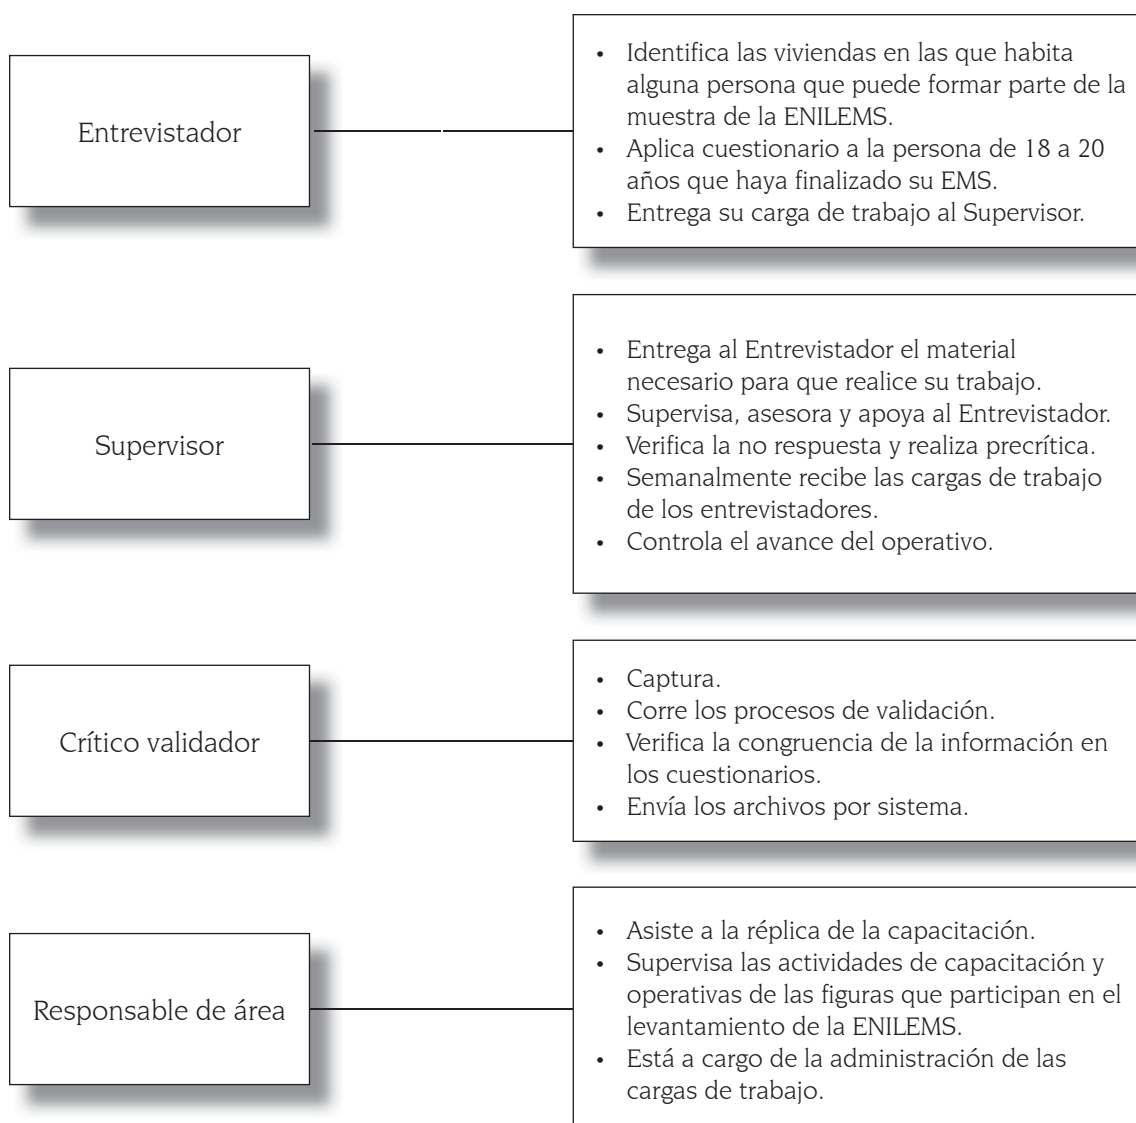 Entrevistador
• Identifica las viviendas en las que habita
alguna persona que puede formar parte de la
muestra de la ENILEMS.
• Aplica cuestionario a la persona de 18 a 20
años que haya finalizado su EMS.
• Entrega su carga de trabajo al Supervisor.
Supervisor
• Entrega al Entrevistador el material
necesario para que realice su trabajo.
• Supervisa, asesora y apoya al Entrevistador.
• Verifica la no respuesta y realiza precrítica.
• Semanalmente recibe las cargas de trabajo
de los entrevistadores.
• Controla el avance del operativo.
Crítico validador
• Captura.
• Corre los procesos de validación.
• Verifica la congruencia de la información en
los cuestionarios.
• Envía los archivos por sistema.
Responsable de área
• Asiste a la réplica de la capacitación.
• Supervisa las actividades de capacitación y
operativas de las figuras que participan en el
levantamiento de la ENILEMS.
• Está a cargo de la administración de las
cargas de trabajo.